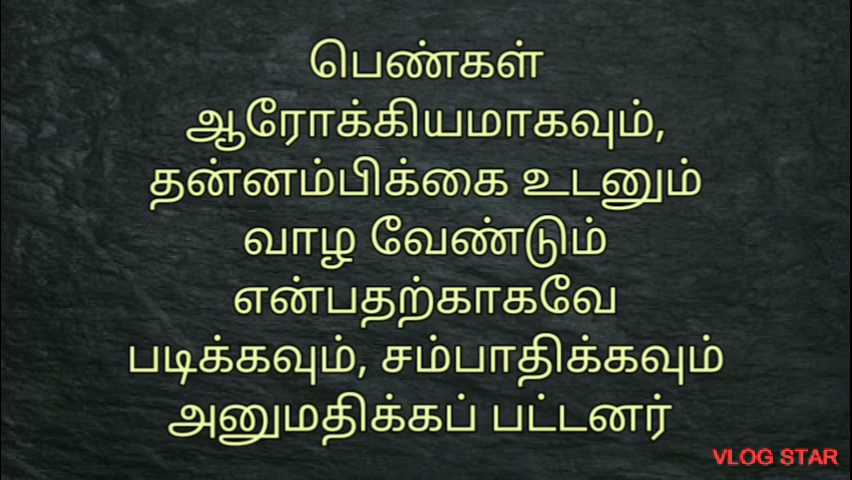 பெண்கள்
ஆரோக்கியமாகவும்,
தன்னம்பிக்கை உடனும்
வாழ வேண்டும்
என்பதற்காகவே
படிக்கவும், சம்பாதிக்கவும்
அனுமதிக்கப் பட்டனர்
VLOG STAR